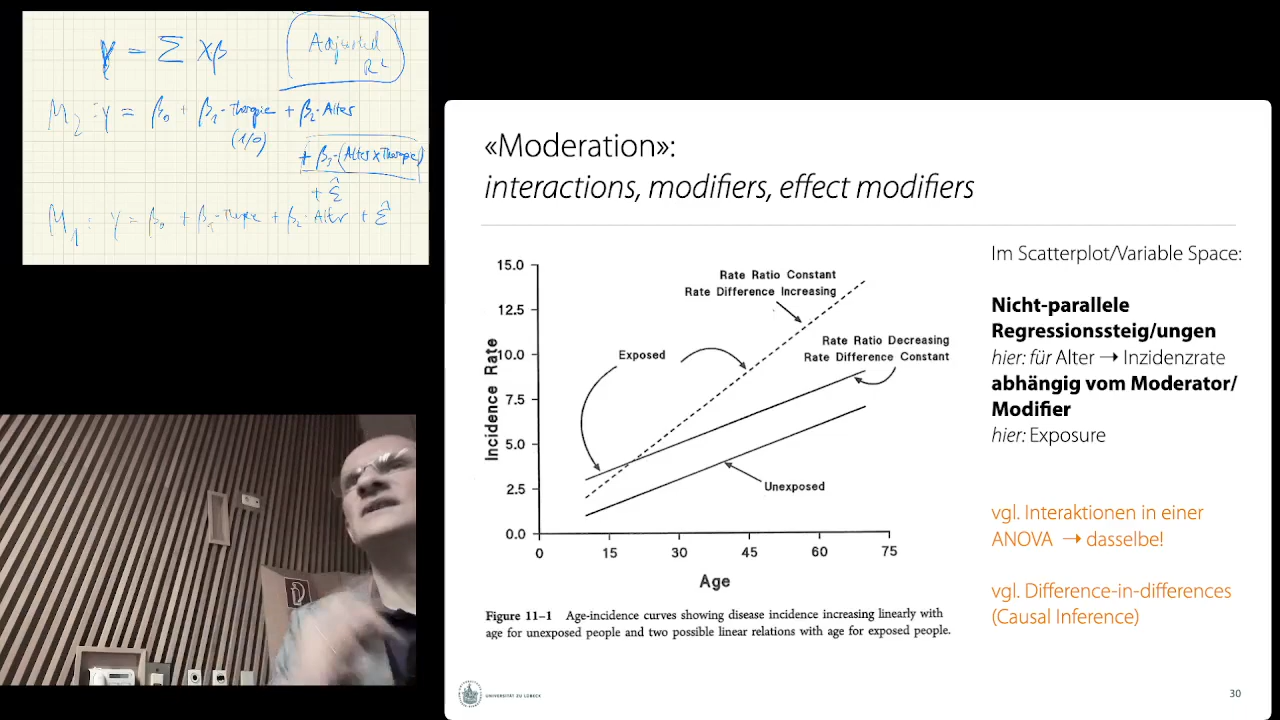 y = Σ Xβ
Adjusted
R²
M₂ : y = β₀ + β₁·Therapie + β₂·Alter
(1/0)
+ β₃·(Alter x Therapie)
+ ε̂
M₁ : y = β₀ + β₁·Therapie + β₂·Alter + ε̂
«Moderation»:
interactions, modifiers, effect modifiers
Im Scatterplot/Variable Space:
Nicht-parallele
Regressionssteig/ungen
hier: für Alter → Inzidenzrate
abhängig vom Moderator/
Modifier
hier: Exposure
vgl. Interaktionen in einer
ANOVA → dasselbe!
vgl. Difference-in-differences
(Causal Inference)
15.0
12.5
10.0
7.5
5.0
2.5
0.0
Incidence Rate
Rate Ratio Constant
Rate Difference Increasing
Rate Ratio Decreasing
Rate Difference Constant
Exposed
Unexposed
0 15 30 45 60 75
Age
Figure 11–1 Age-incidence curves showing disease incidence increasing linearly with
age for unexposed people and two possible linear relations with age for exposed people.
UNIVERSITÄT ZU LÜBECK
30